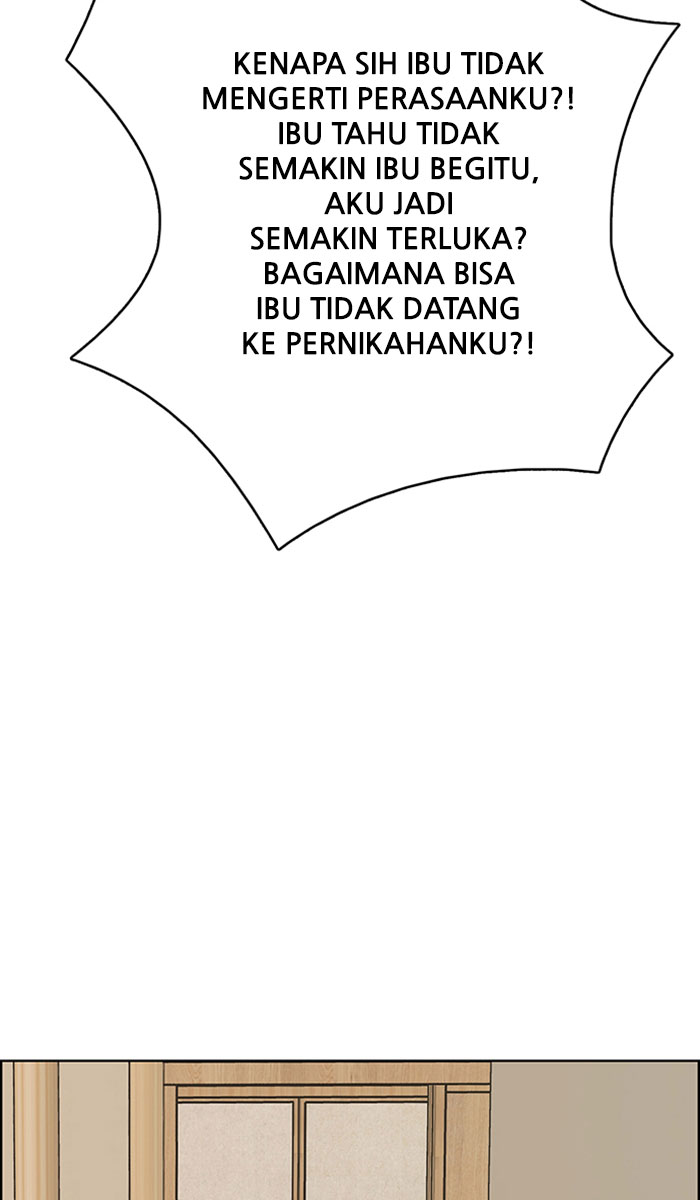 KENAPA SIH IBU TIDAK
MENGERTI PERASAANKU?!
IBU TAHU TIDAK
SEMAKIN IBU BEGITU,
AKU JADI
SEMAKIN TERLUKA?
BAGAIMANA BISA
IBU TIDAK DATANG
KE PERNIKAHANKU?!